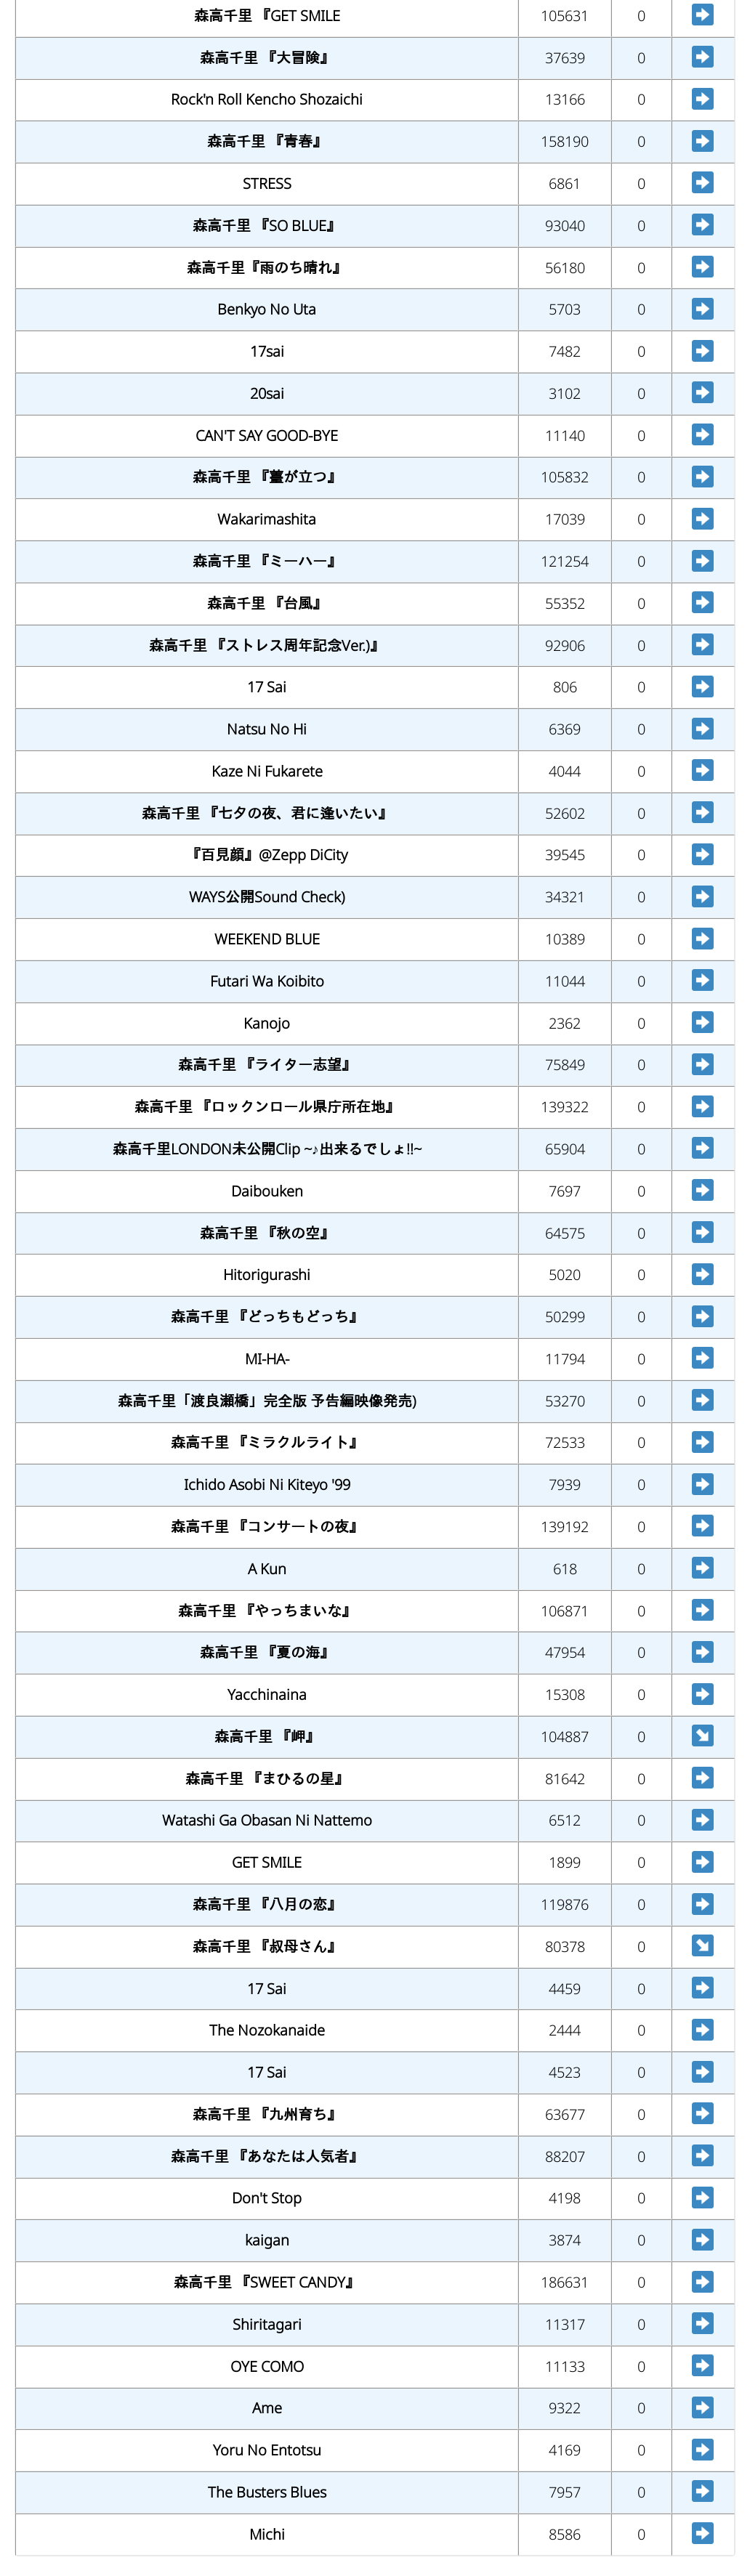 森高千里 『GET SMILE 105631 0
森高千里 『大冒険』 37639 0
Rock'n Roll Kencho Shozaichi 13166 0
森高千里 『青春』 158190 0
STRESS 6861 0
森高千里 『SO BLUE』 93040 0
森高千里『雨のち晴れ』 56180 0
Benkyo No Uta 5703 0
17sai 7482 0
20sai 3102 0
CAN'T SAY GOOD-BYE 11140 0
森高千里 『薹が立つ』 105832 0
Wakarimashita 17039 0
森高千里 『ミーハー』 121254 0
森高千里 『台風』 55352 0
森高千里 『ストレス周年記念Ver.)』 92906 0
17 Sai 806 0
Natsu No Hi 6369 0
Kaze Ni Fukarete 4044 0
森高千里 『七夕の夜、君に逢いたい』 52602 0
『百見顔』@Zepp DiCity 39545 0
WAYS公開Sound Check) 34321 0
WEEKEND BLUE 10389 0
Futari Wa Koibito 11044 0
Kanojo 2362 0
森高千里 『ライター志望』 75849 0
森高千里 『ロックンロール県庁所在地』 139322 0
森高千里LONDON未公開Clip ~♪出来るでしょ!!~ 65904 0
Daibouken 7697 0
森高千里 『秋の空』 64575 0
Hitorigurashi 5020 0
森高千里 『どっちもどっち』 50299 0
MI-HA- 11794 0
森高千里「渡良瀬橋」完全版 予告編映像発売) 53270 0
森高千里 『ミラクルライト』 72533 0
Ichido Asobi Ni Kiteyo '99 7939 0
森高千里 『コンサートの夜』 139192 0
A Kun 618 0
森高千里 『やっちまいな』 106871 0
森高千里 『夏の海』 47954 0
Yacchinaina 15308 0
森高千里 『岬』 104887 0
森高千里 『まひるの星』 81642 0
Watashi Ga Obasan Ni Nattemo 6512 0
GET SMILE 1899 0
森高千里 『八月の恋』 119876 0
森高千里 『叔母さん』 80378 0
17 Sai 4459 0
The Nozokanaide 2444 0
17 Sai 4523 0
森高千里 『九州育ち』 63677 0
森高千里 『あなたは人気者』 88207 0
Don't Stop 4198 0
kaigan 3874 0
森高千里 『SWEET CANDY』 186631 0
Shiritagari 11317 0
OYE COMO 11133 0
Ame 9322 0
Yoru No Entotsu 4169 0
The Busters Blues 7957 0
Michi 8586 0